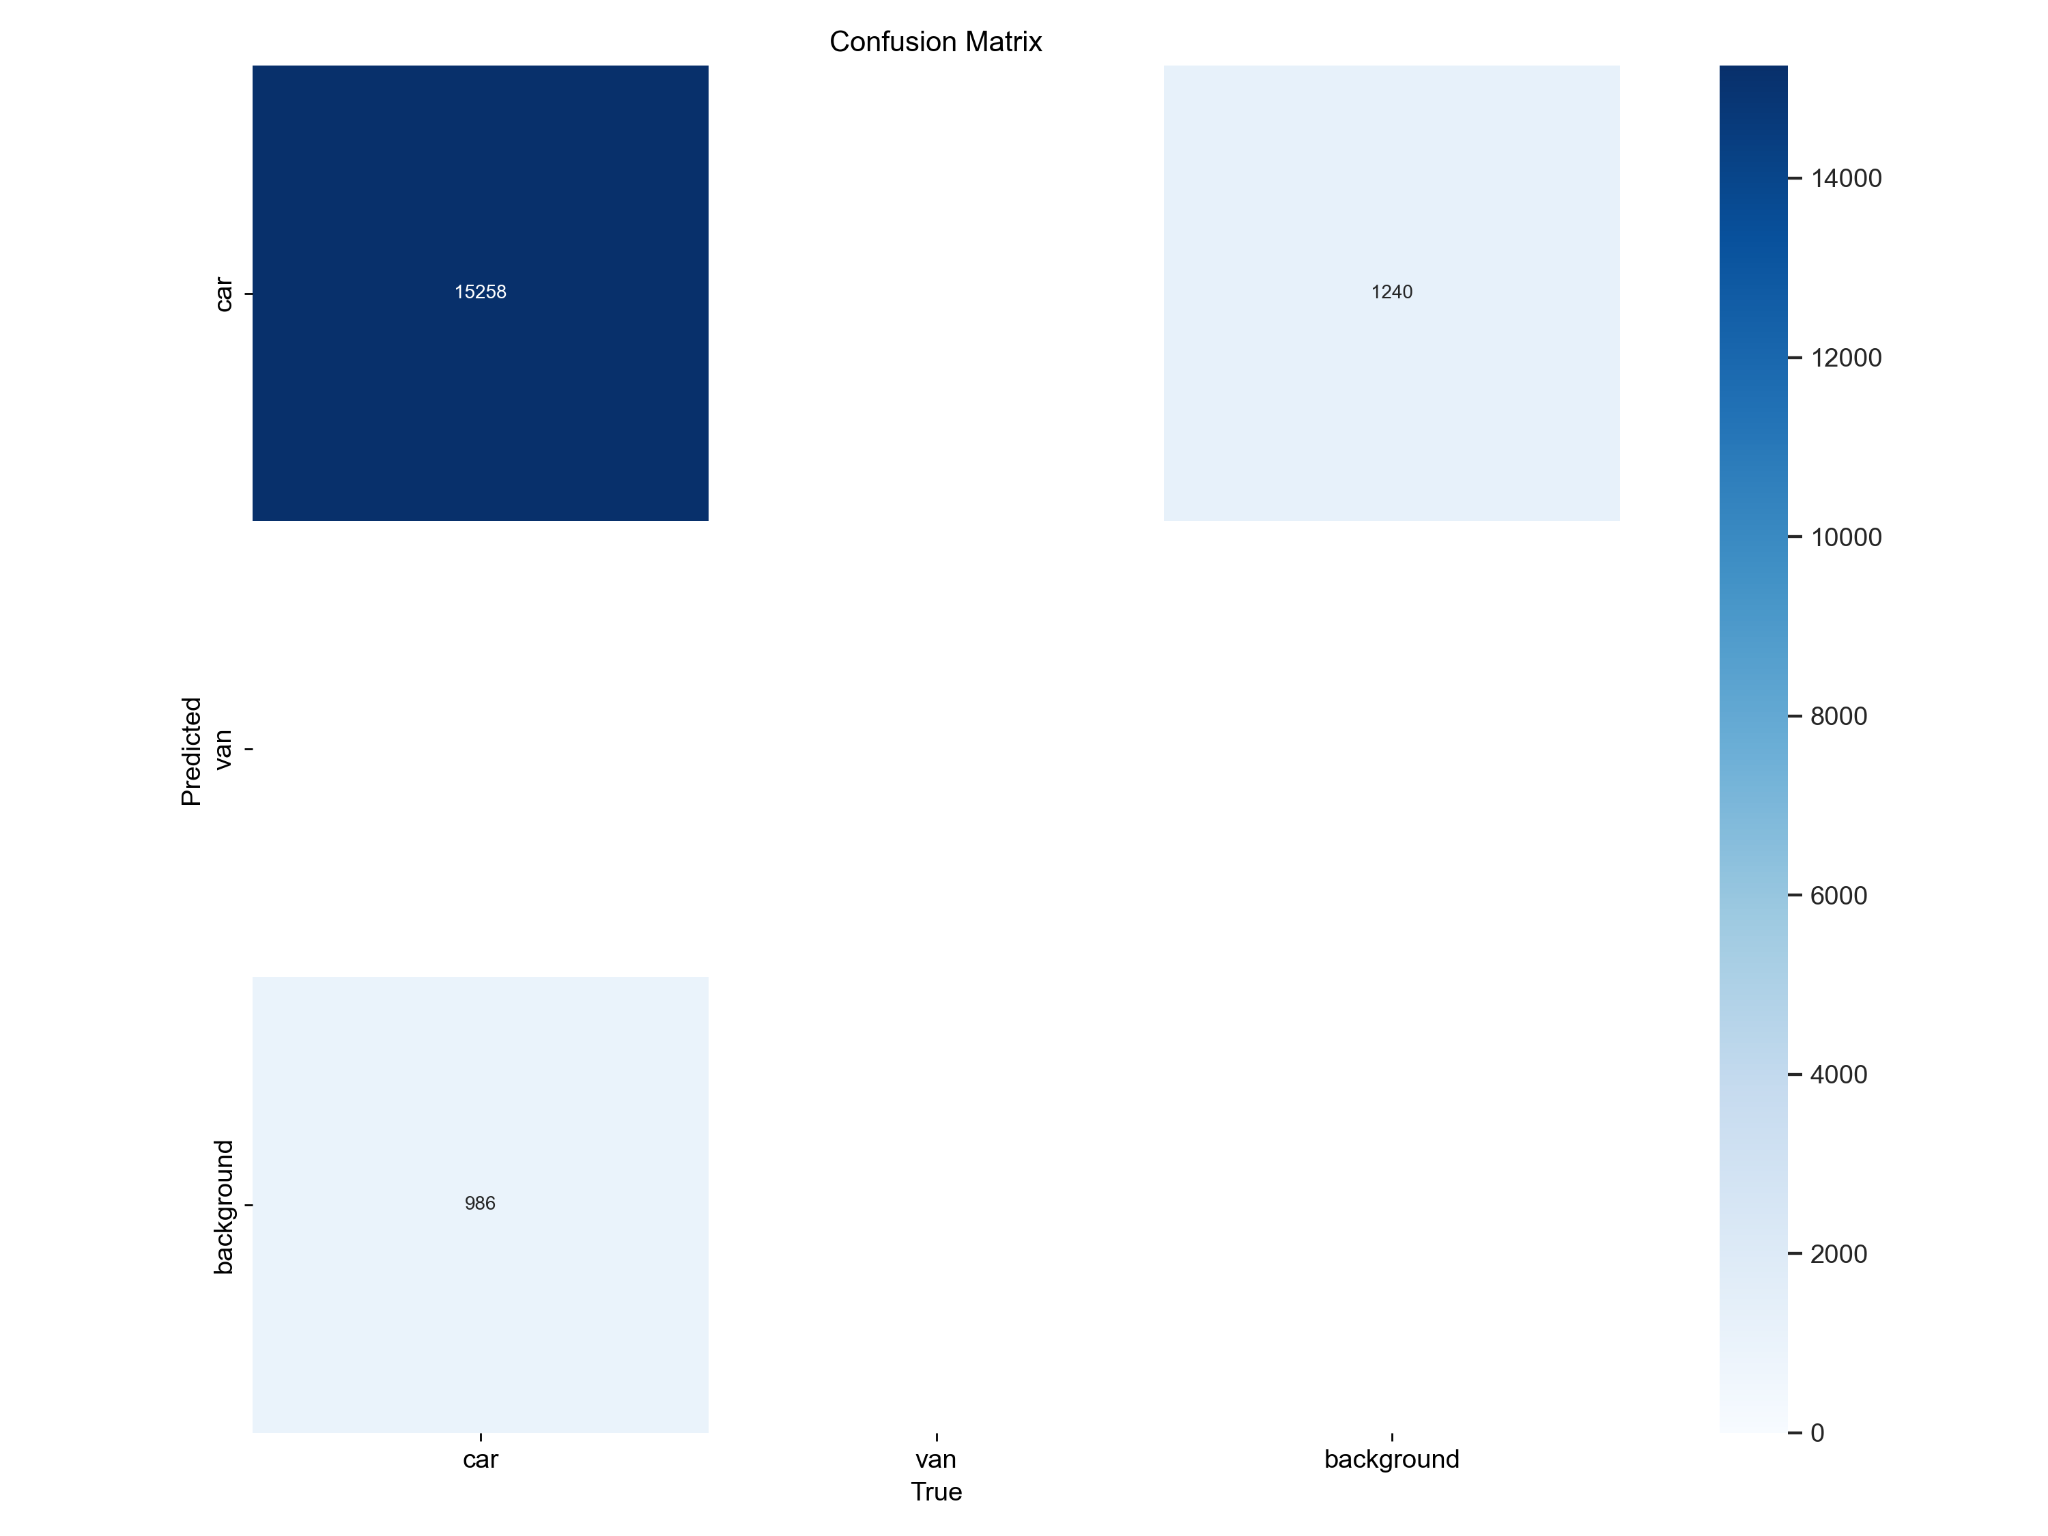 Confusion Matrix
Predicted
car
van
background
15258
1240
986
car
van
background
True
14000
12000
10000
8000
6000
4000
2000
0